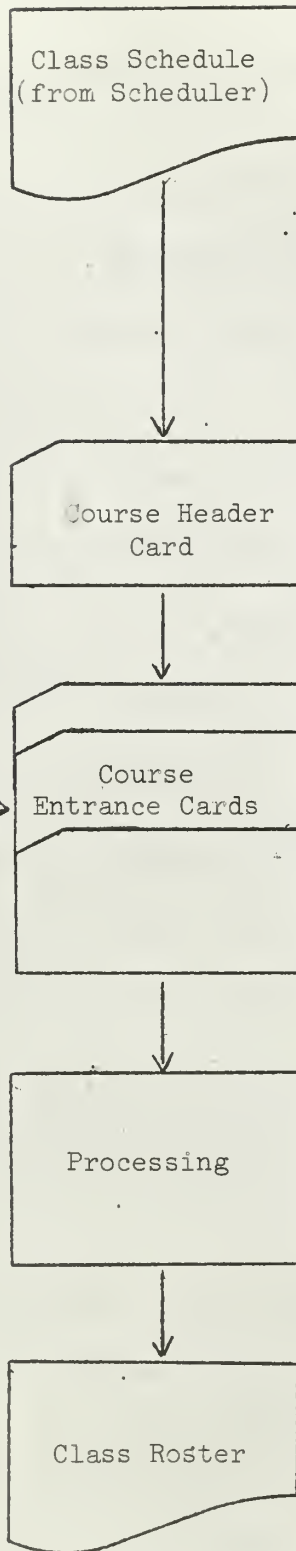 Class Schedule
(from Scheduler)
Course Header
Card
Course
Entrance Cards
Processing
Class Roster